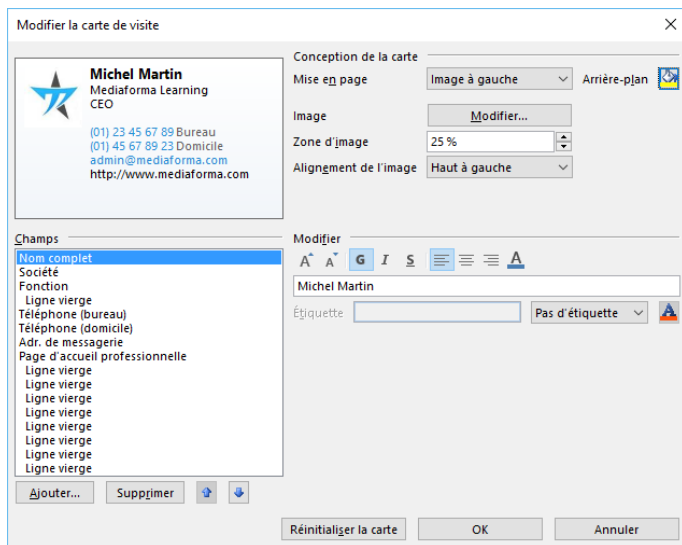 Modifier la carte de visite
Michel Martin
Mediaforma Learning
CEO
(01) 23 45 67 89 Bureau
(01) 45 67 89 23 Domicile
admin@mediaforma.com
http://www.mediaforma.com
Conception de la carte
Mise en page Image à gauche Arrière-plan
Image Modifier...
Zone d'image 25 %
Alignement de l'image Haut à gauche
Champs
Nom complet
Société
Fonction
Ligne vierge
Téléphone (bureau)
Téléphone (domicile)
Adr. de messagerie
Page d'accueil professionnelle
Ligne vierge
Ligne vierge
Ligne vierge
Ligne vierge
Ligne vierge
Ligne vierge
Ligne vierge
Ligne vierge
Ajouter... Supprimer
Modifier
A A G I S A
Michel Martin
Étiquette Pas d'étiquette A
Réinitialiser la carte OK Annuler